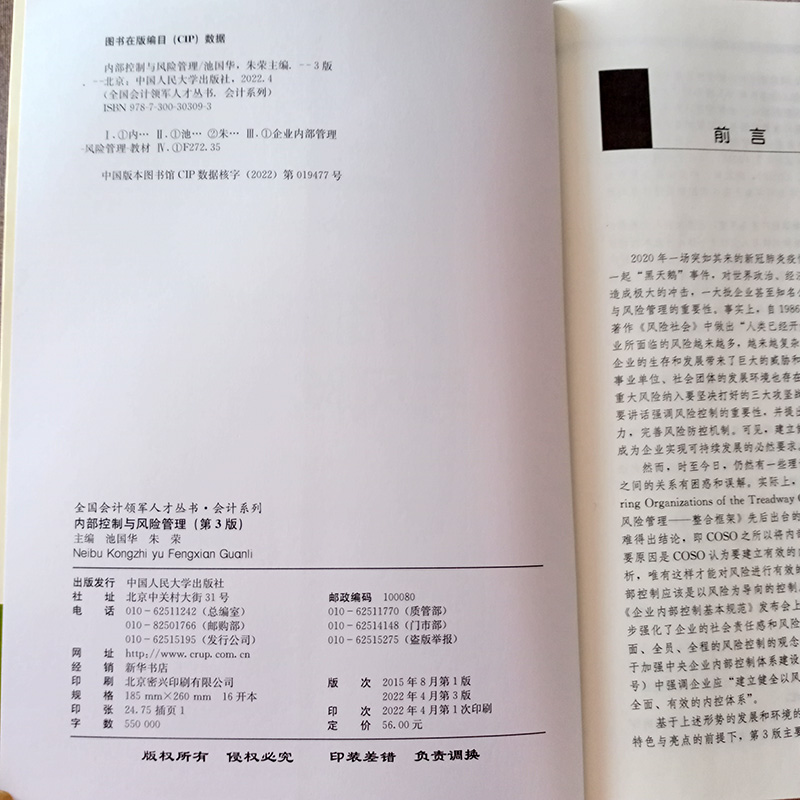 图书在版编目（CIP）数据
内部控制与风险管理/池国华，朱荣主编. --3版
--北京：中国人民大学出版社，2022.4
（全国会计领军人才丛书. 会计系列）
ISBN 978-7-300-30309-3
Ⅰ.①内… Ⅱ.①池… ②朱… Ⅲ.①企业内部管理
-风险管理-教材 Ⅳ.①F272.35
中国版本图书馆CIP数据核字（2022）第019477号
全国会计领军人才丛书·会计系列
内部控制与风险管理（第3版）
主编 池国华 朱 荣
Neibu Kongzhi yu Fengxian Guanli
出版发行 中国人民大学出版社
社 址 北京中关村大街31号 邮政编码 100080
电 话 010-62511242（总编室） 010-62511770（质管部）
010-82501766（邮购部） 010-62514148（门市部）
010-62515195（发行公司） 010-62515275（盗版举报）
网 址 http://www.crup.com.cn
经 销 新华书店
印 刷 北京密兴印刷有限公司 版 次 2015年8月第1版
规 格 185 mm×260 mm 16开本 2022年4月第3版
印 张 24.75 插页1 印 次 2022年4月第1次印刷
字 数 550 000 定 价 56.00元
版权所有 侵权必究 印装差错 负责调换
前 言
2020年一场突如其来的新冠肺炎疫
一起“黑天鹅”事件，对世界政治、经
造成极大的冲击，一大批企业甚至知名
与风险管理的重要性。事实上，自1986
著作《风险社会》中做出“人类已经开
业所面临的风险越来越多，越来越复杂
企业的生存和发展带来了巨大的威胁和
事业单位、社会团体的发展环境也存在
重大风险纳入要坚决打好的三大攻坚
要讲话强调风险控制的重要性，并提出
力，完善风险防控机制。可见，建立健
成为企业实现可持续发展的必然要求。
然而，时至今日，仍然有一些理
之间的关系有困惑和误解。实际上，
ring Organizations of the Treadway
风险管理——整合框架》先后出台的
难得出结论，即COSO之所以将内
要原因是COSO认为要建立有效的
析，唯有这样才能对风险进行有效的
部控制应该是以风险为导向的控制。
《企业内部控制基本规范》发布会上
步强化了企业的社会责任感和风险
面、全员、全程的风险控制的观念
于加强中央企业内部控制体系建设
号）中强调企业应“建立健全以风
全面、有效的内控体系”。
基于上述形势的发展和环境的
特色与亮点的前提下，第3版主要